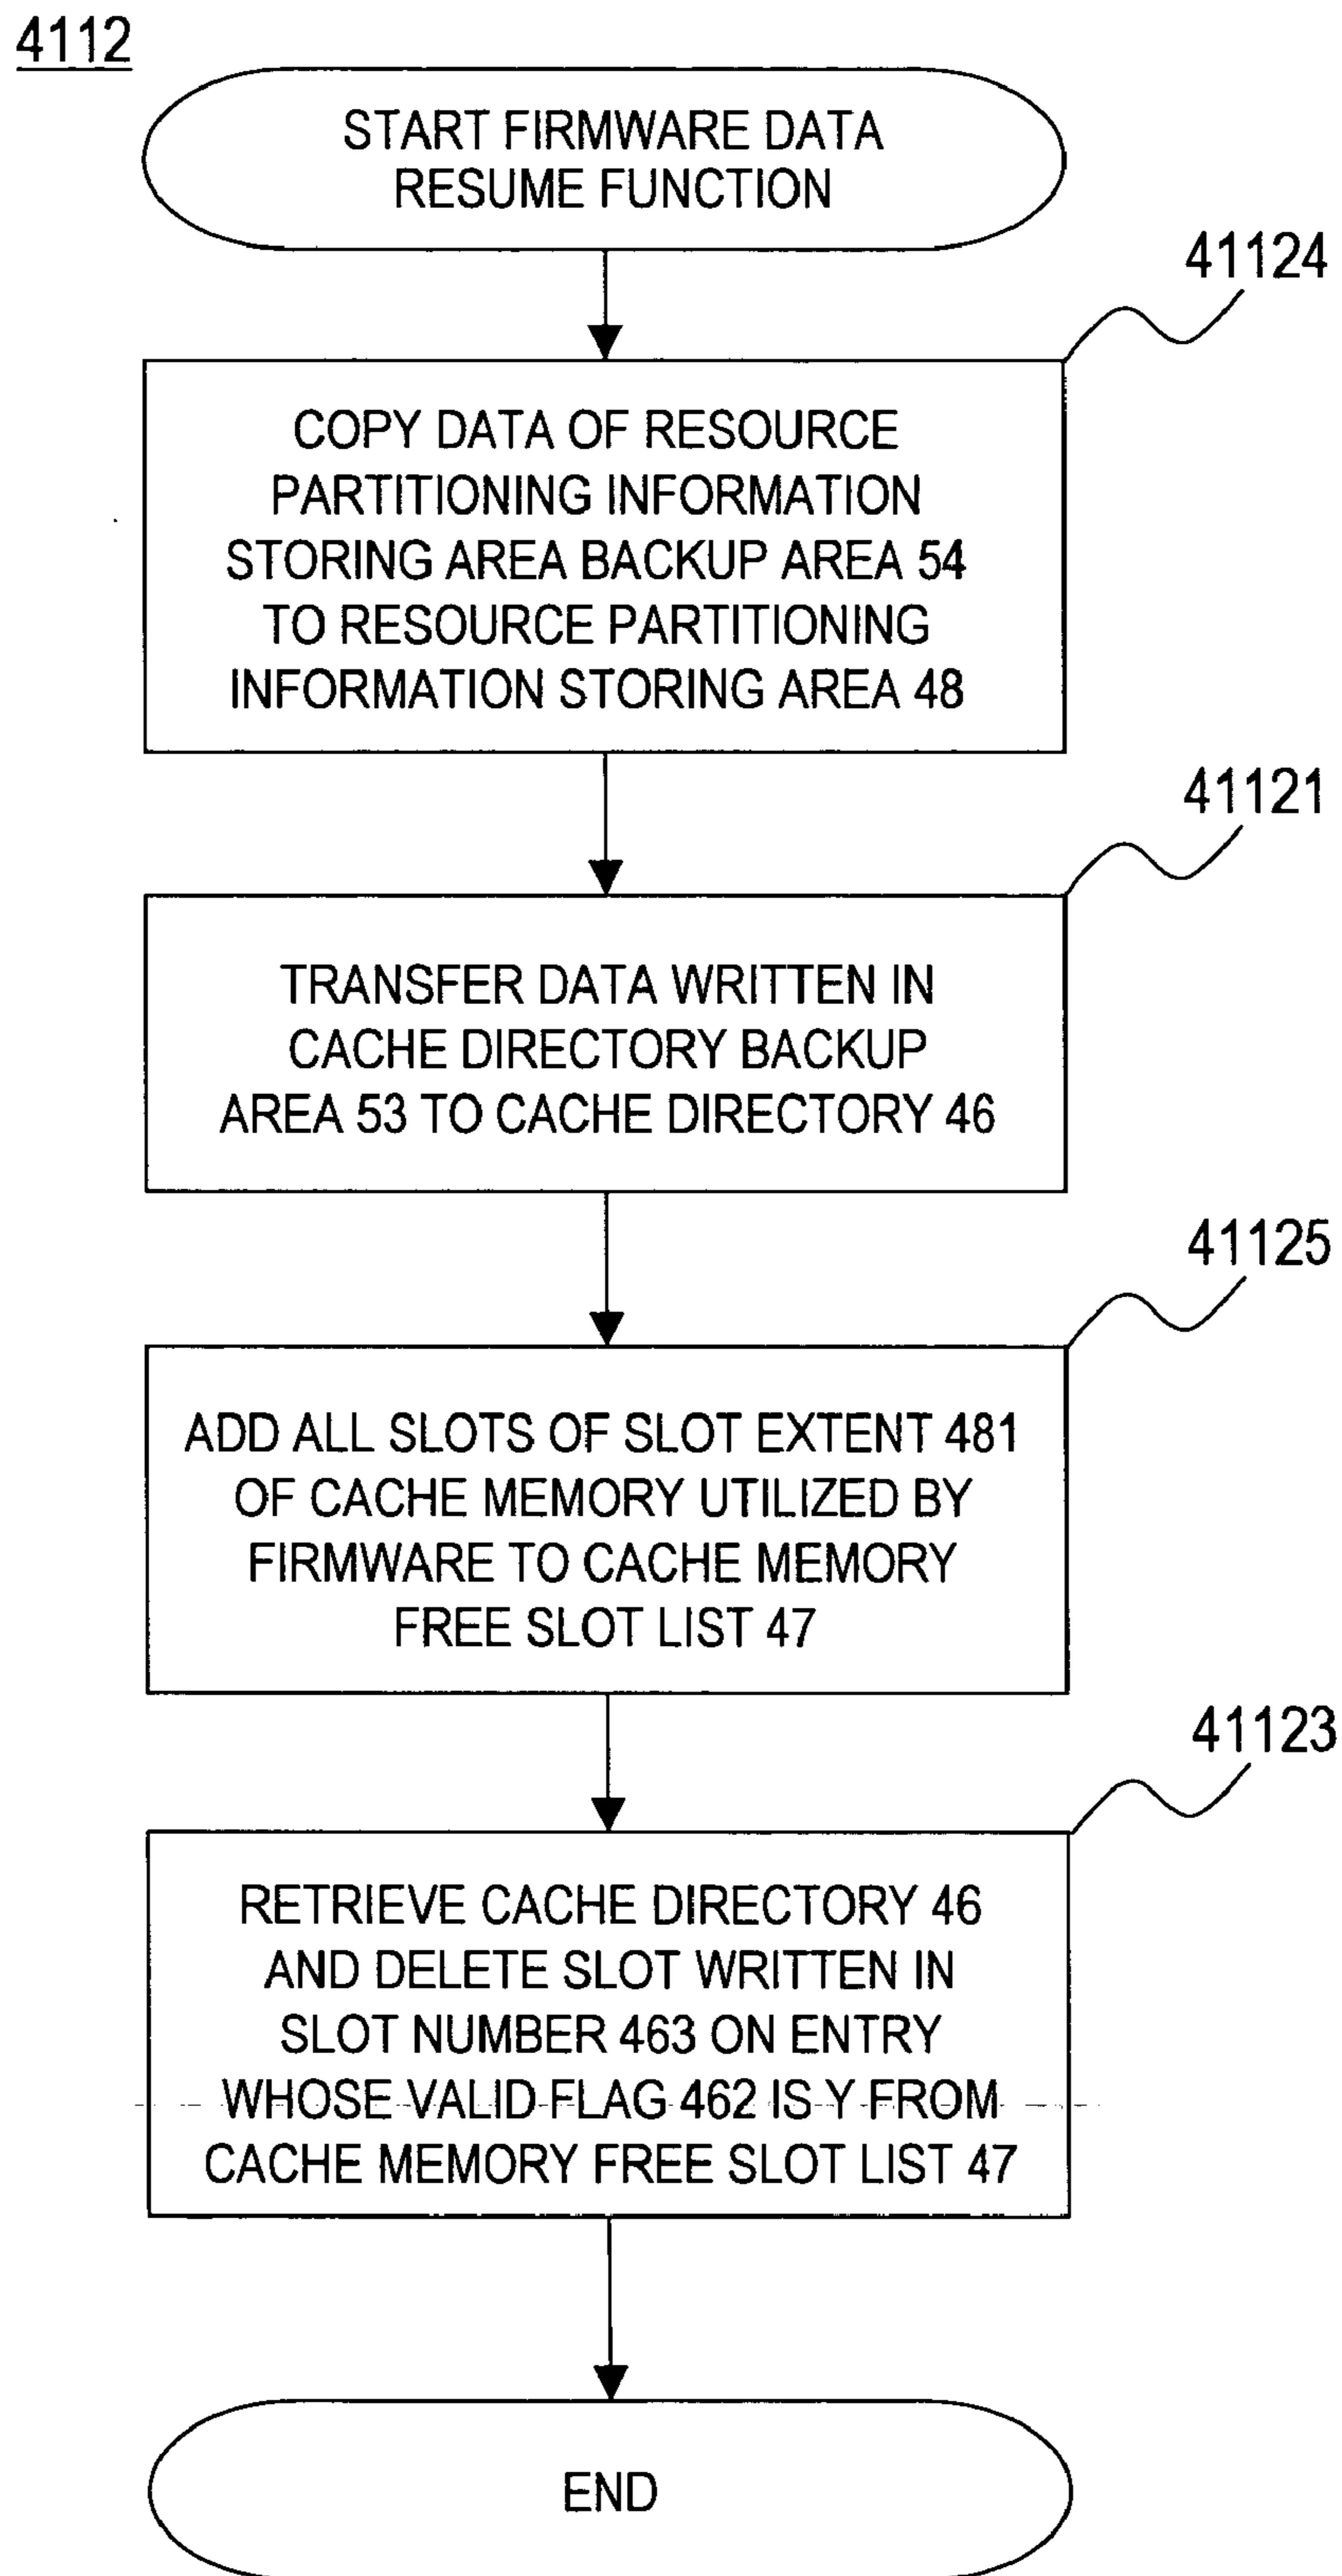 4112
START FIRMWARE DATA
RESUME FUNCTION
41124
COPY DATA OF RESOURCE
PARTITIONING INFORMATION
STORING AREA BACKUP AREA 54
TO RESOURCE PARTITIONING
INFORMATION STORING AREA 48
41121
TRANSFER DATA WRITTEN IN
CACHE DIRECTORY BACKUP
AREA 53 TO CACHE DIRECTORY 46
41125
ADD ALL SLOTS OF SLOT EXTENT 481
OF CACHE MEMORY UTILIZED BY
FIRMWARE TO CACHE MEMORY
FREE SLOT LIST 47
41123
RETRIEVE CACHE DIRECTORY 46
AND DELETE SLOT WRITTEN IN
SLOT NUMBER 463 ON ENTRY
WHOSE VALID FLAG 462 IS Y FROM
CACHE MEMORY FREE SLOT LIST 47
END